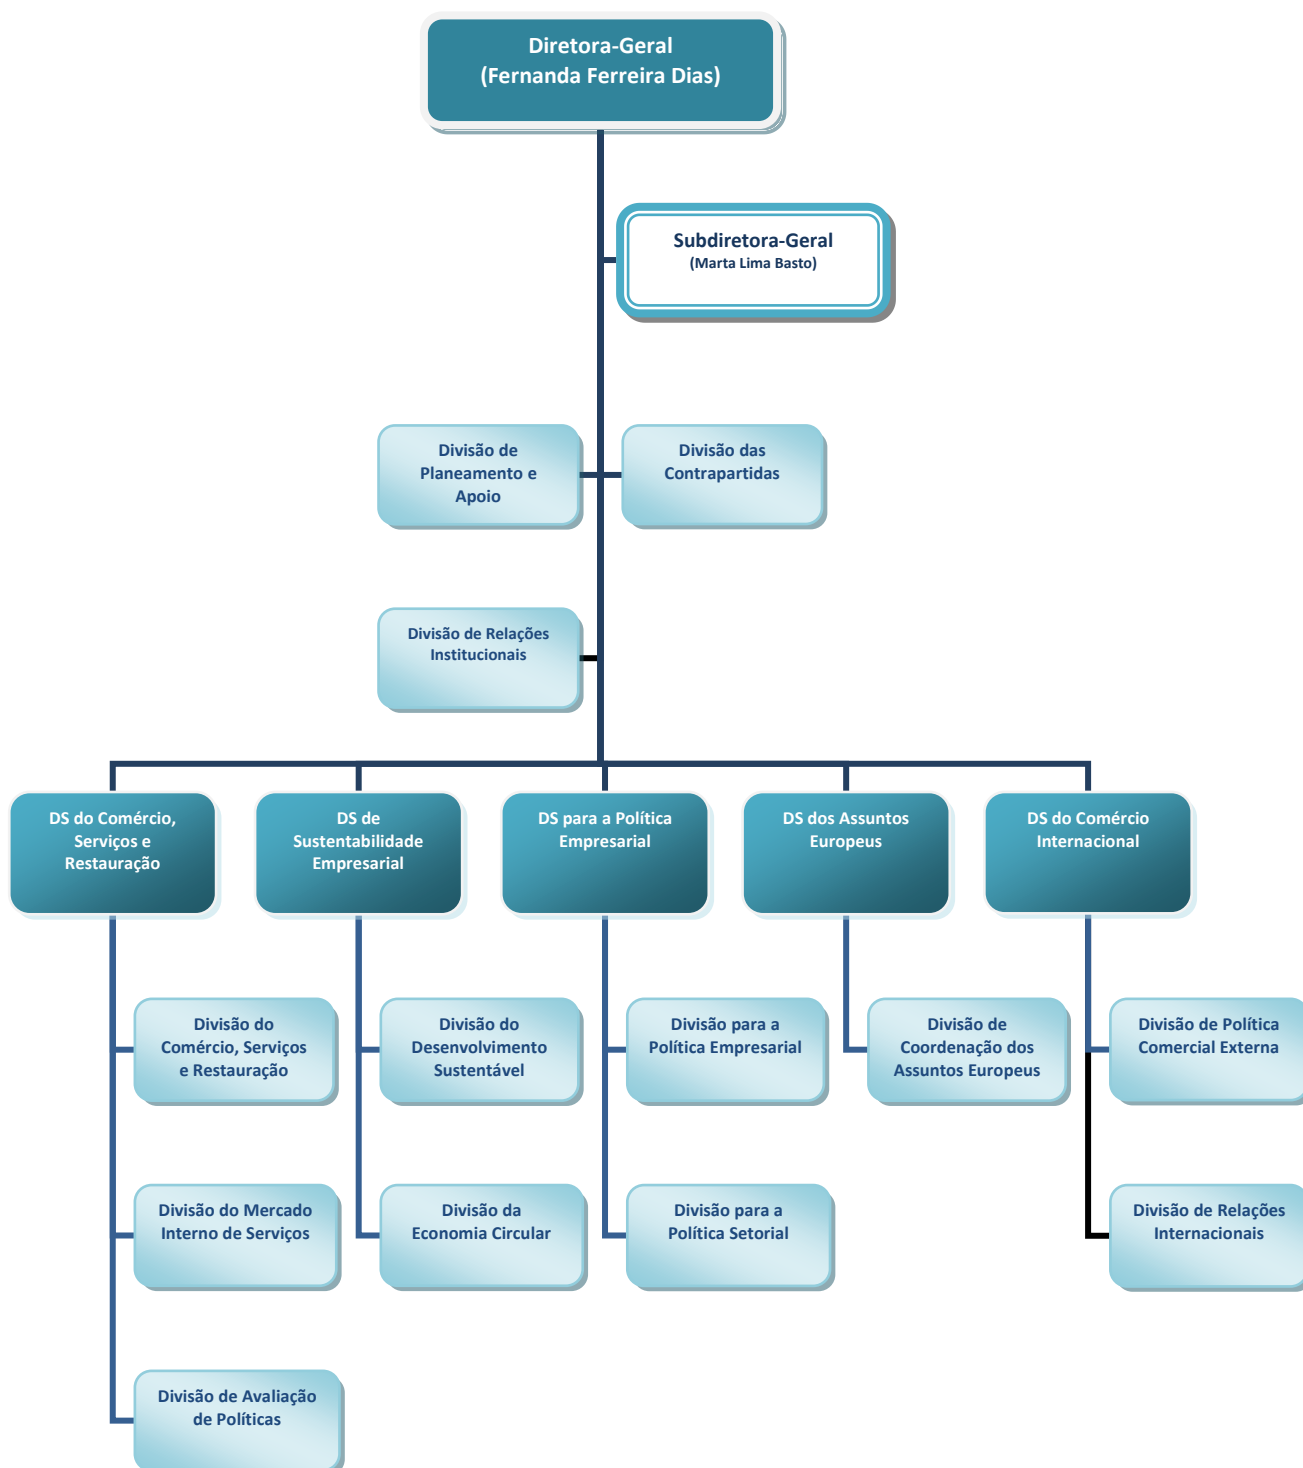 Diretora-Geral
(Fernanda Ferreira Dias)
Subdiretora-Geral
(Marta Lima Basto)
Divisão de
Planeamento e
Apoio
Divisão das
Contrapartidas
Divisão de Relações
Institucionais
DS do Comércio,
Serviços e
Restauração
DS de
Sustentabilidade
Empresarial
DS para a Política
Empresarial
DS dos Assuntos
Europeus
DS do Comércio
Internacional
Divisão do
Comércio, Serviços
e Restauração
Divisão do
Desenvolvimento
Sustentável
Divisão para a
Política Empresarial
Divisão de
Coordenação dos
Assuntos Europeus
Divisão de Política
Comercial Externa
Divisão do Mercado
Interno de Serviços
Divisão da
Economia Circular
Divisão para a
Política Setorial
Divisão de Relações
Internacionais
Divisão de Avaliação
de Políticas